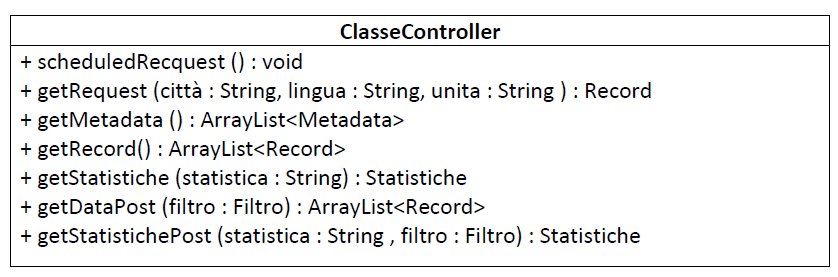 ClasseController
+ scheduledRecquest () : void
+ getRequest (città : String, lingua : String, unita : String ) : Record
+ getMetadata () : ArrayList<Metadata>
+ getRecord() : ArrayList<Record>
+ getStatistiche (statistica : String) : Statistiche
+ getDataPost (filtro : Filtro) : ArrayList<Record>
+ getStatistichePost (statistica : String , filtro : Filtro) : Statistiche